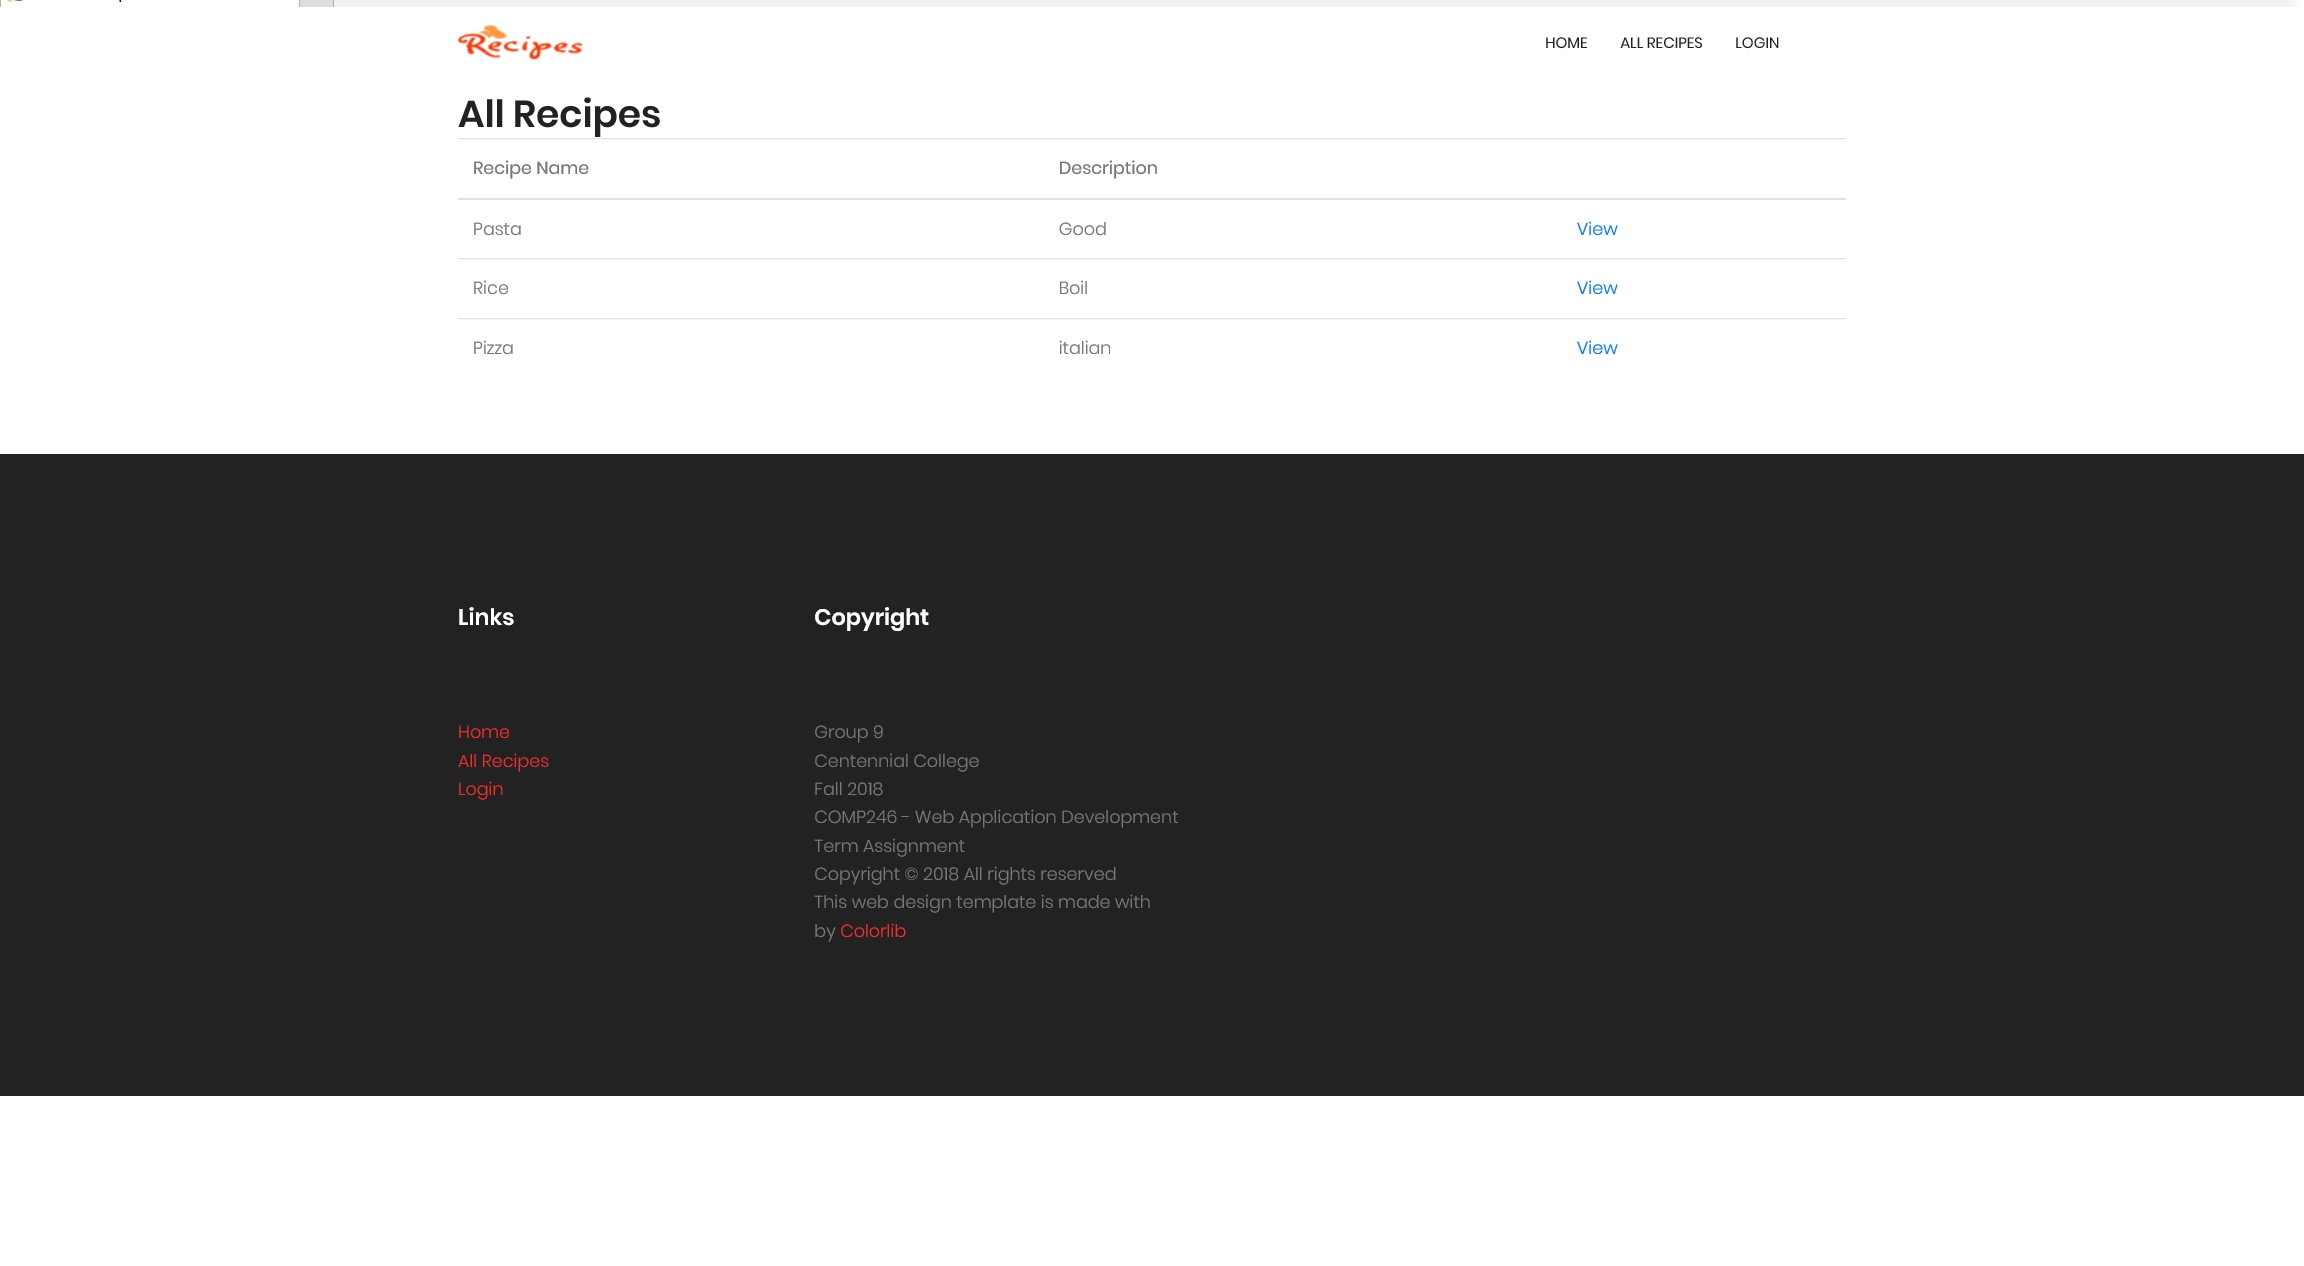 Recipes
HOME ALL RECIPES LOGIN
All Recipes
Recipe Name Description
Pasta Good View
Rice Boil View
Pizza italian View
Links
Copyright
Home
All Recipes
Login
Group 9
Centennial College
Fall 2018
COMP246 - Web Application Development
Term Assignment
Copyright © 2018 All rights reserved
This web design template is made with
by Colorlib